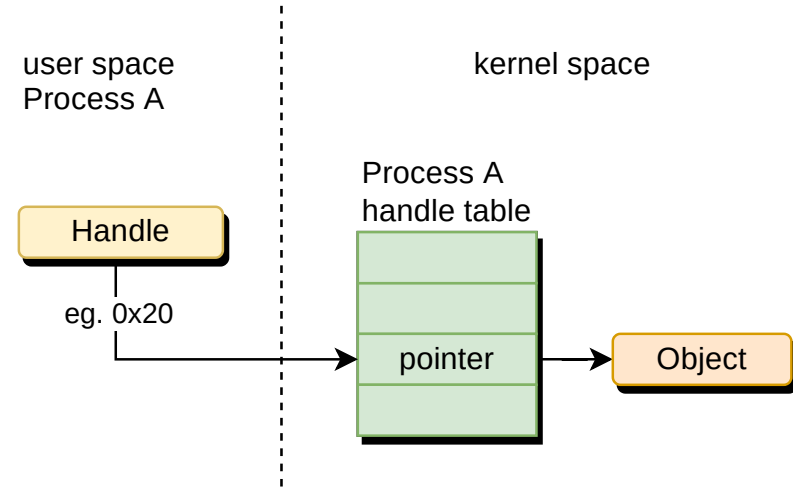 user space
Process A
kernel space
Process A
handle table
Handle
eg. 0x20
pointer
Object